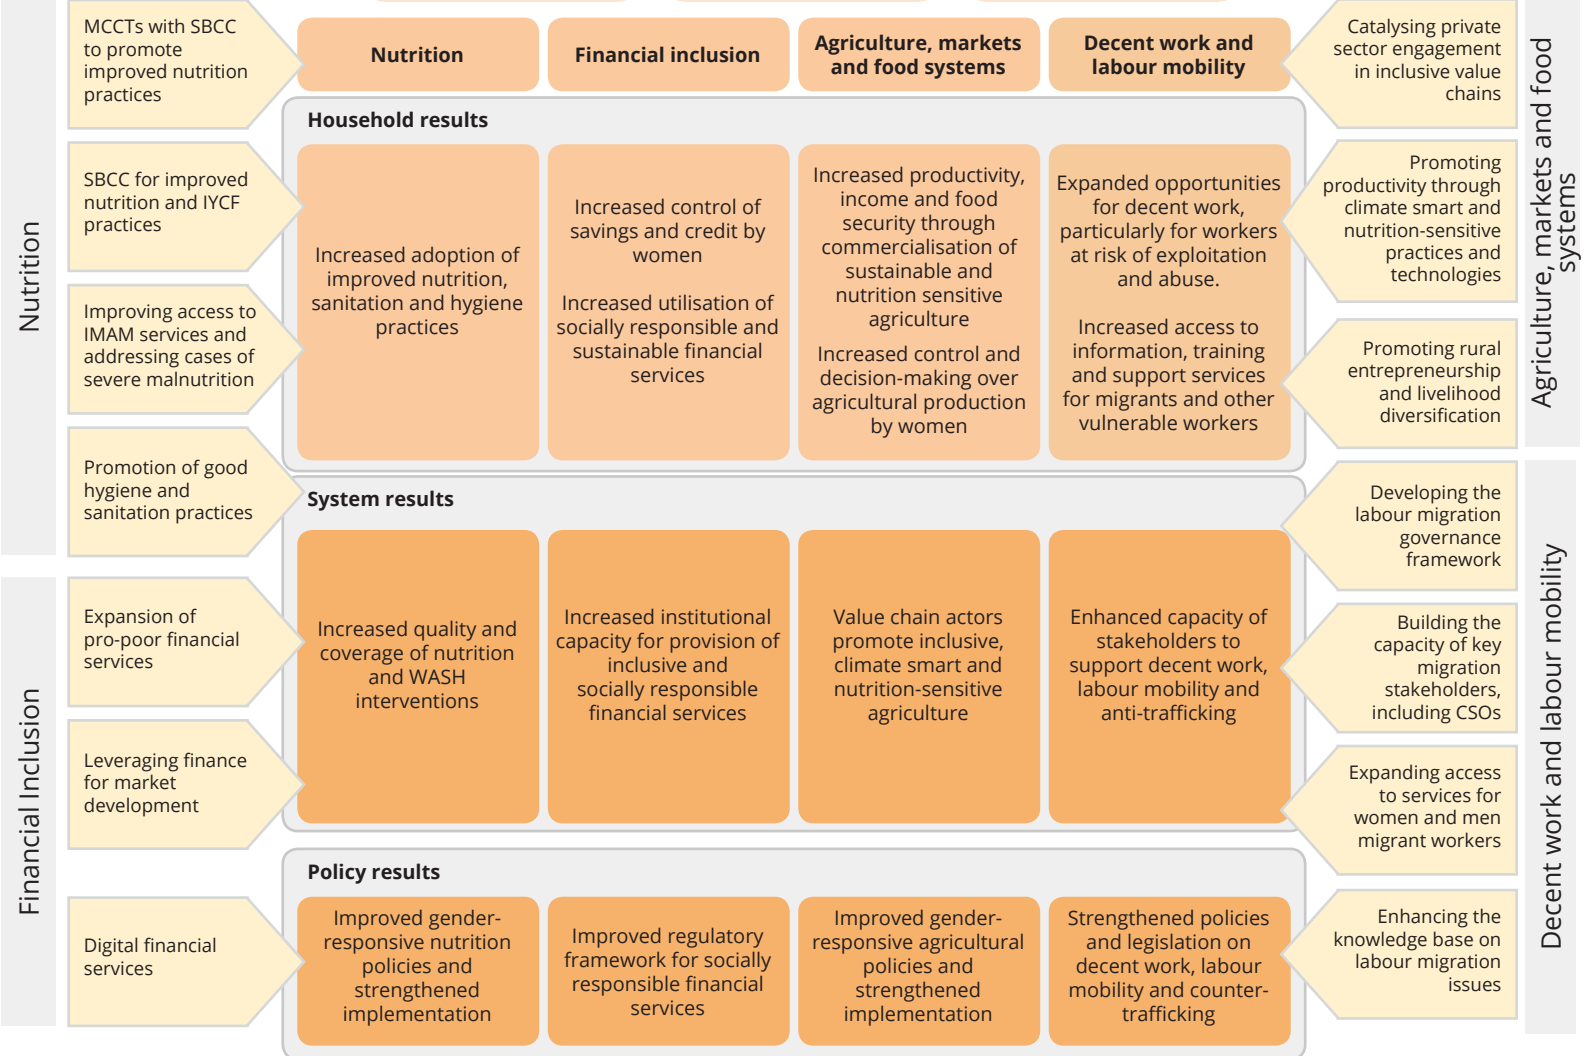 Nutrition
MCCTs with SBCC
to promote
improved nutrition
practices
SBCC for improved
nutrition and IYCF
practices
Improving access to
IMAM services and
addressing cases of
severe malnutrition
Promotion of good
hygiene and
sanitation practices
Financial Inclusion
Expansion of
pro-poor financial
services
Leveraging finance
for market
development
Digital financial
services
Nutrition
Financial inclusion
Agriculture, markets
and food systems
Decent work and
labour mobility
Household results
Increased adoption of
improved nutrition,
sanitation and hygiene
practices
Increased control of
savings and credit by
women
Increased utilisation of
socially responsible and
sustainable financial
services
Increased productivity,
income and food
security through
commercialisation of
sustainable and
nutrition sensitive
agriculture
Increased control and
decision-making over
agricultural production
by women
Expanded opportunities
for decent work,
particularly for workers
at risk of exploitation
and abuse.
Increased access to
information, training
and support services
for migrants and other
vulnerable workers
System results
Increased quality and
coverage of nutrition
and WASH
interventions
Increased institutional
capacity for provision of
inclusive and
socially responsible
financial services
Value chain actors
promote inclusive,
climate smart and
nutrition-sensitive
agriculture
Enhanced capacity of
stakeholders to
support decent work,
labour mobility and
anti-trafficking
Policy results
Improved gender-
responsive nutrition
policies and
strengthened
implementation
Improved regulatory
framework for socially
responsible financial
services
Improved gender-
responsive agricultural
policies and
strengthened
implementation
Strengthened policies
and legislation on
decent work, labour
mobility and counter-
trafficking
Catalysing private
sector engagement
in inclusive value
chains
Promoting
productivity through
climate smart and
nutrition-sensitive
practices and
technologies
Promoting rural
entrepreneurship
and livelihood
diversification
Agriculture, markets and food
systems
Developing the
labour migration
governance
framework
Building the
capacity of key
migration
stakeholders,
including CSOs
Expanding access
to services for
women and men
migrant workers
Enhancing the
knowledge base on
labour migration
issues
Decent work and labour mobility